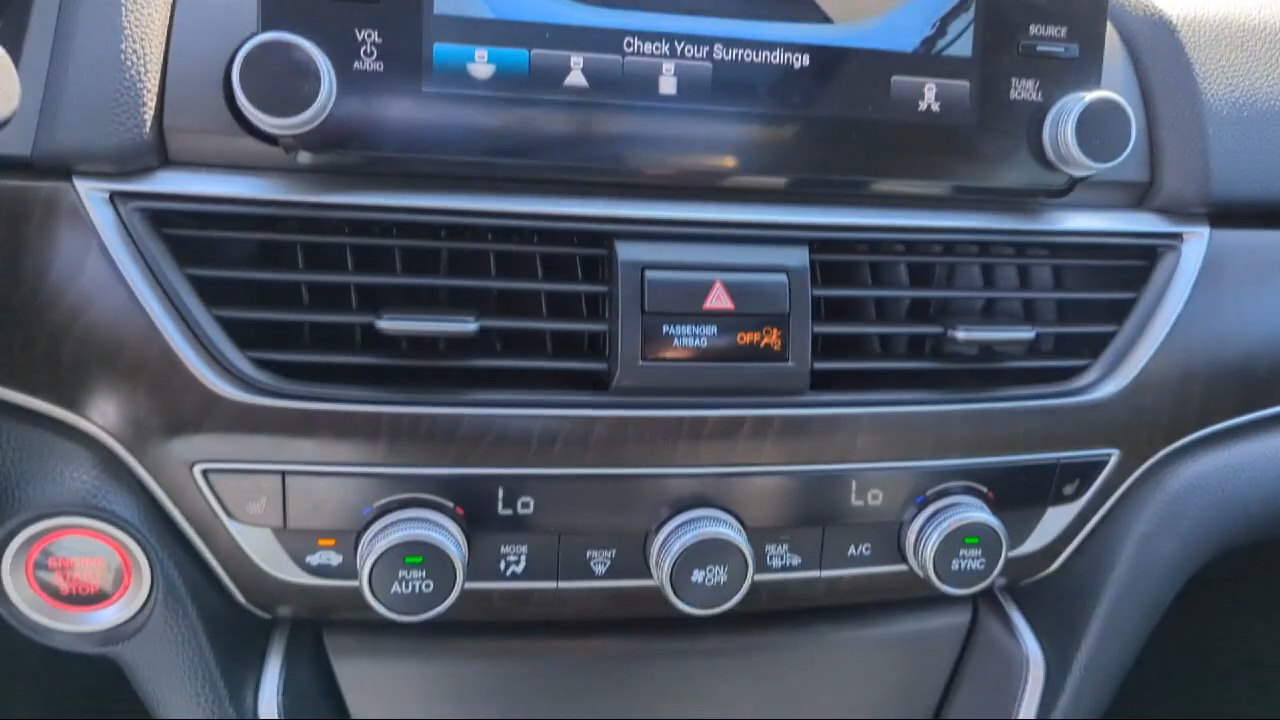 VOL
AUDIO
Check Your Surroundings
SOURCE
TUNE/
SCROLL
PASSENGER
AIRBAG
OFF
Lo
Lo
ENGINE
START
STOP
PUSH
AUTO
MODE
FRONT
ON/
OFF
REAR
A/C
PUSH
SYNC